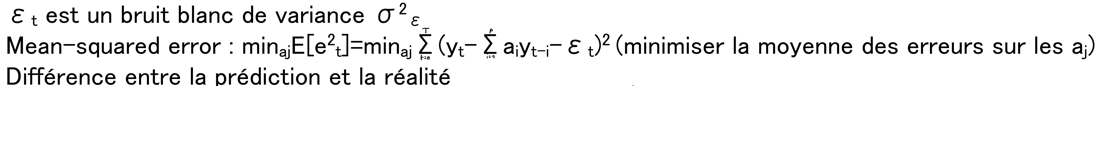 ε t est un bruit blanc de variance σ²ε
Mean-squared error : minajE[e²t]=minaj Σ (yt- Σ aiyt-i- ε t)² (minimiser la moyenne des erreurs sur les aj)
Différence entre la prédiction et la réalité